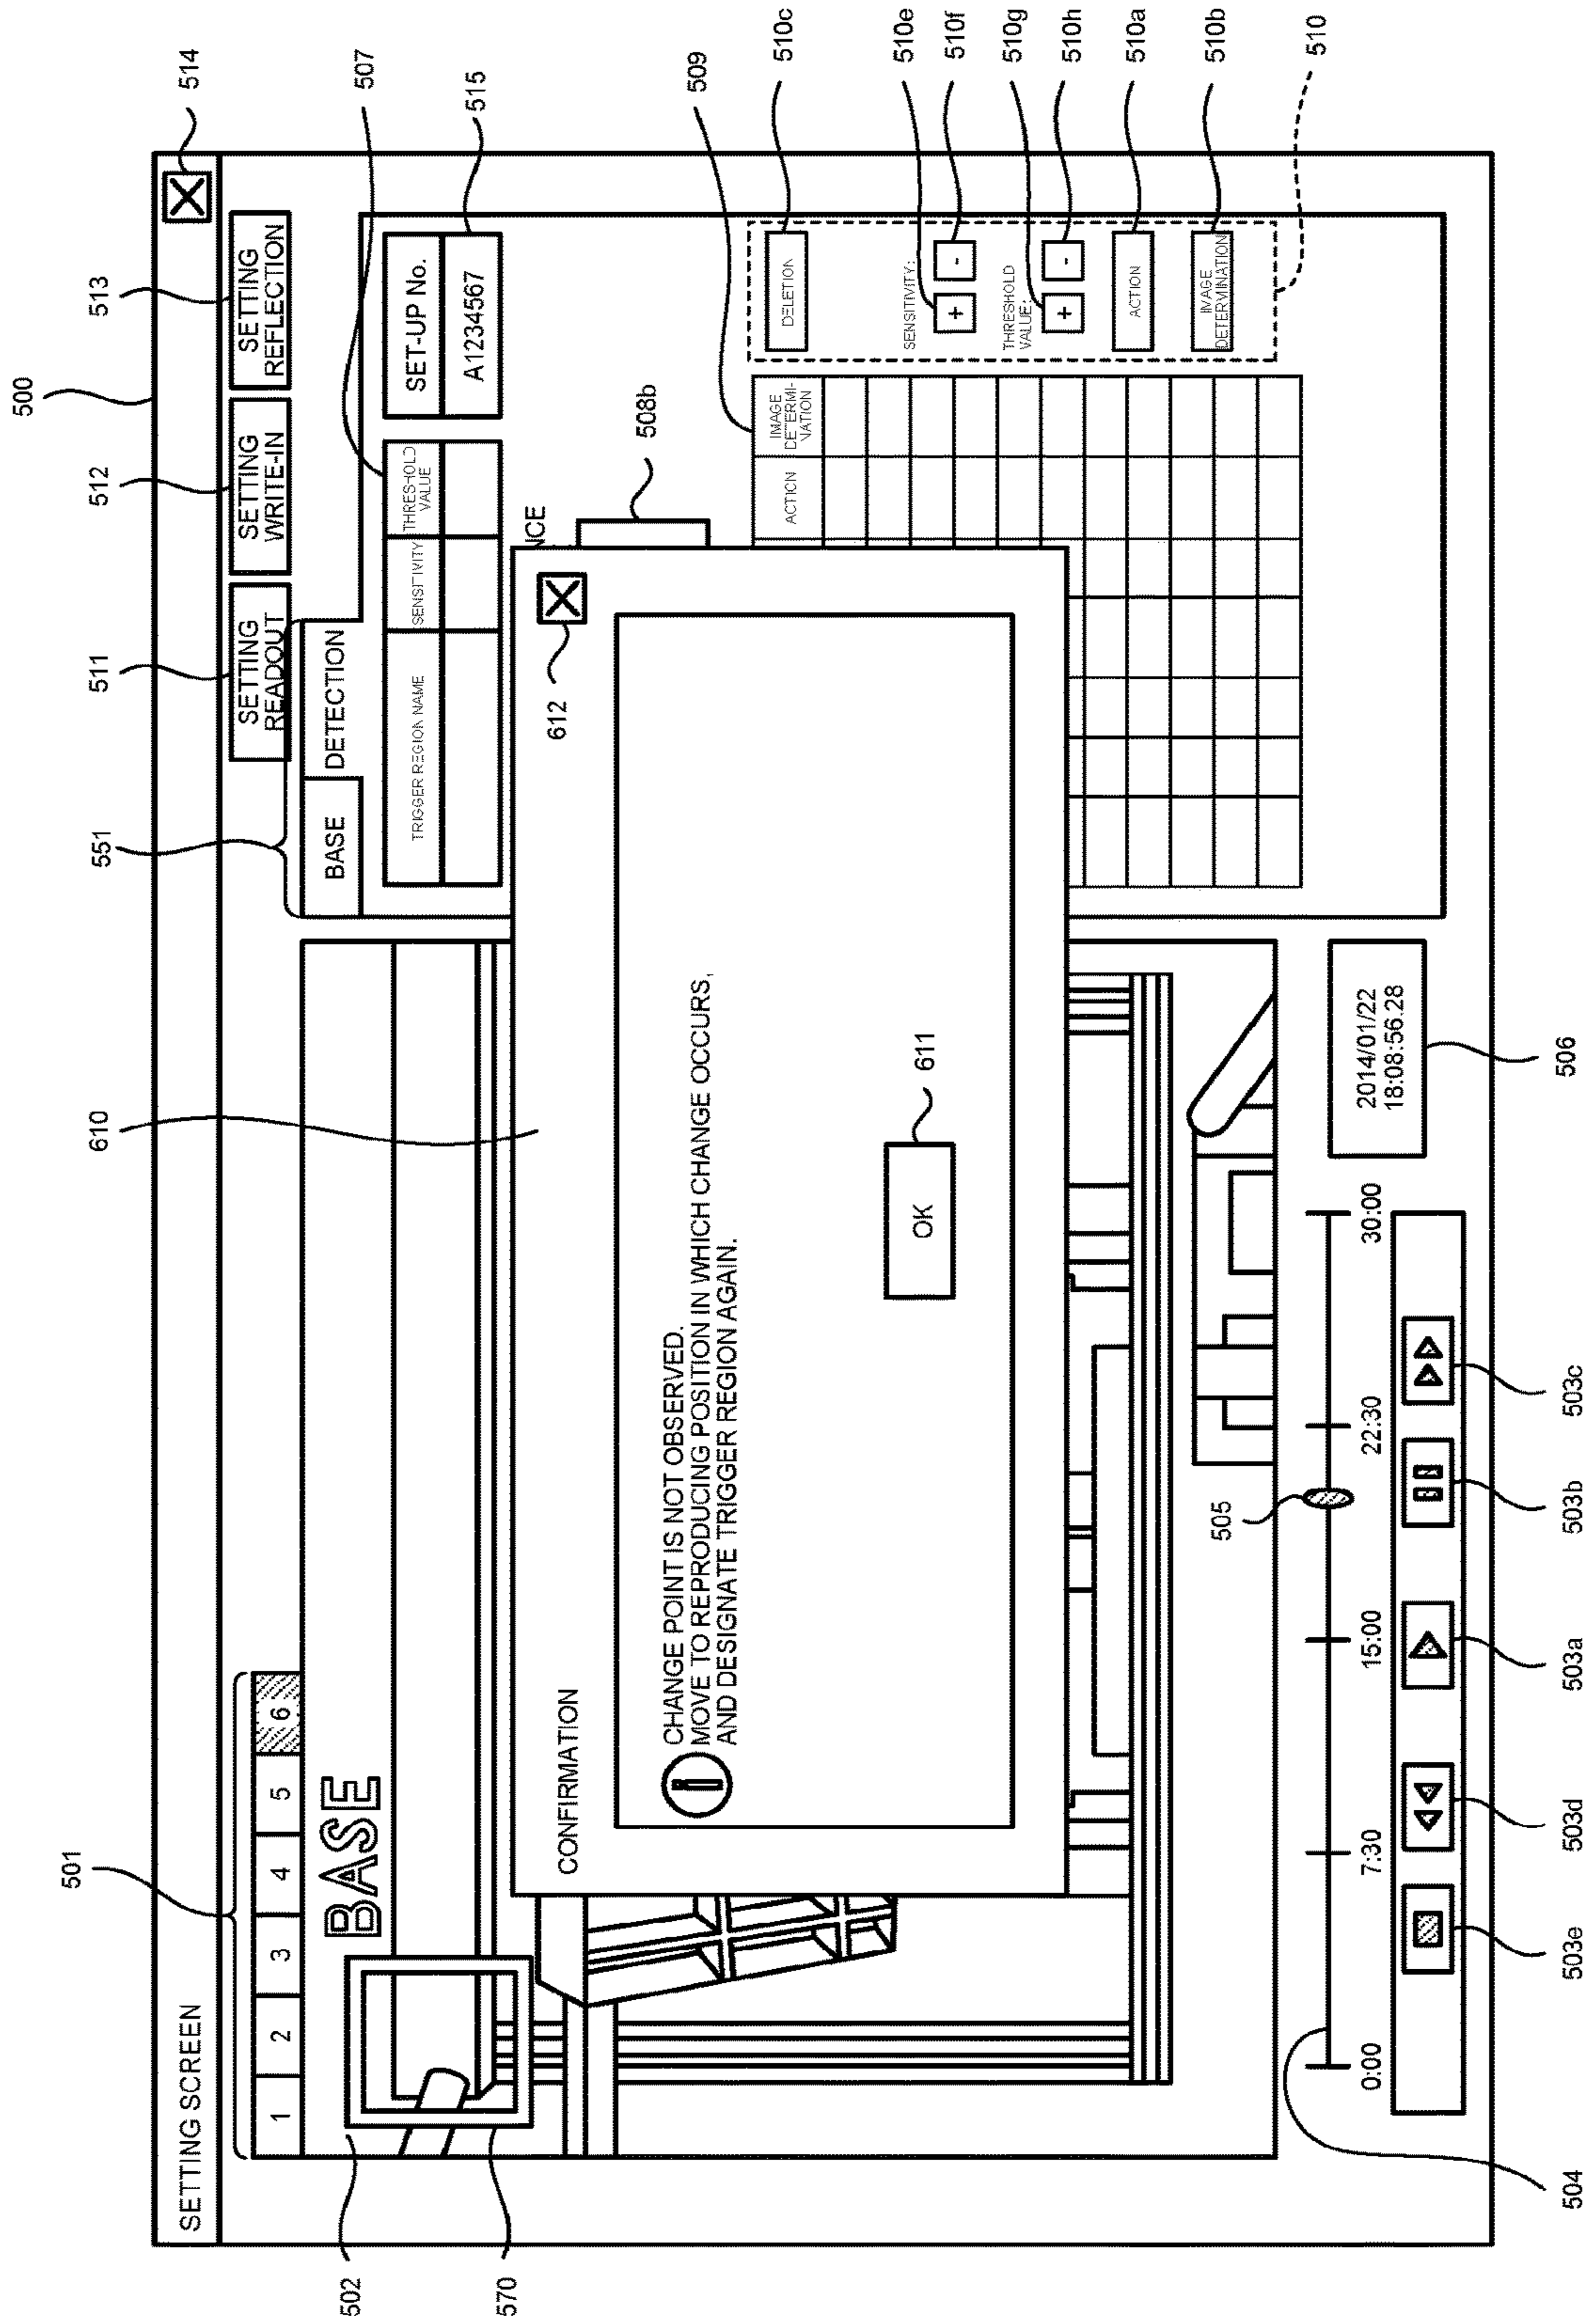 500
SETTING SCREEN
514
511
512
513
SETTING
READOUT
SETTING
WRITE-IN
SETTING
REFLECTION
501
1
2
3
4
5
6
551
BASE
DETECTION
507
502
BASE
TRIGGER REGION NAME
SENSITIVITY
THRESHOLD
VALUE
SET-UP No.
A1234567
515
570
610
NCE
508b
CONFIRMATION
612
CHANGE POINT IS NOT OBSERVED.
MOVE TO REPRODUCING POSITION IN WHICH CHANGE OCCURS,
AND DESIGNATE TRIGGER REGION AGAIN.
OK
611
509
ACTION
IMAGE
DETERMI-
NATION
DELETION
510c
SENSITIVITY:
+
-
510e
510f
THRESHOLD
VALUE:
+
-
510g
510h
ACTION
510a
IMAGE
DETERMINATION
510b
510
505
0:00
7:30
15:00
22:30
30:00
2014/01/22
18:08:56.28
506
504
503e
503d
503a
503b
503c